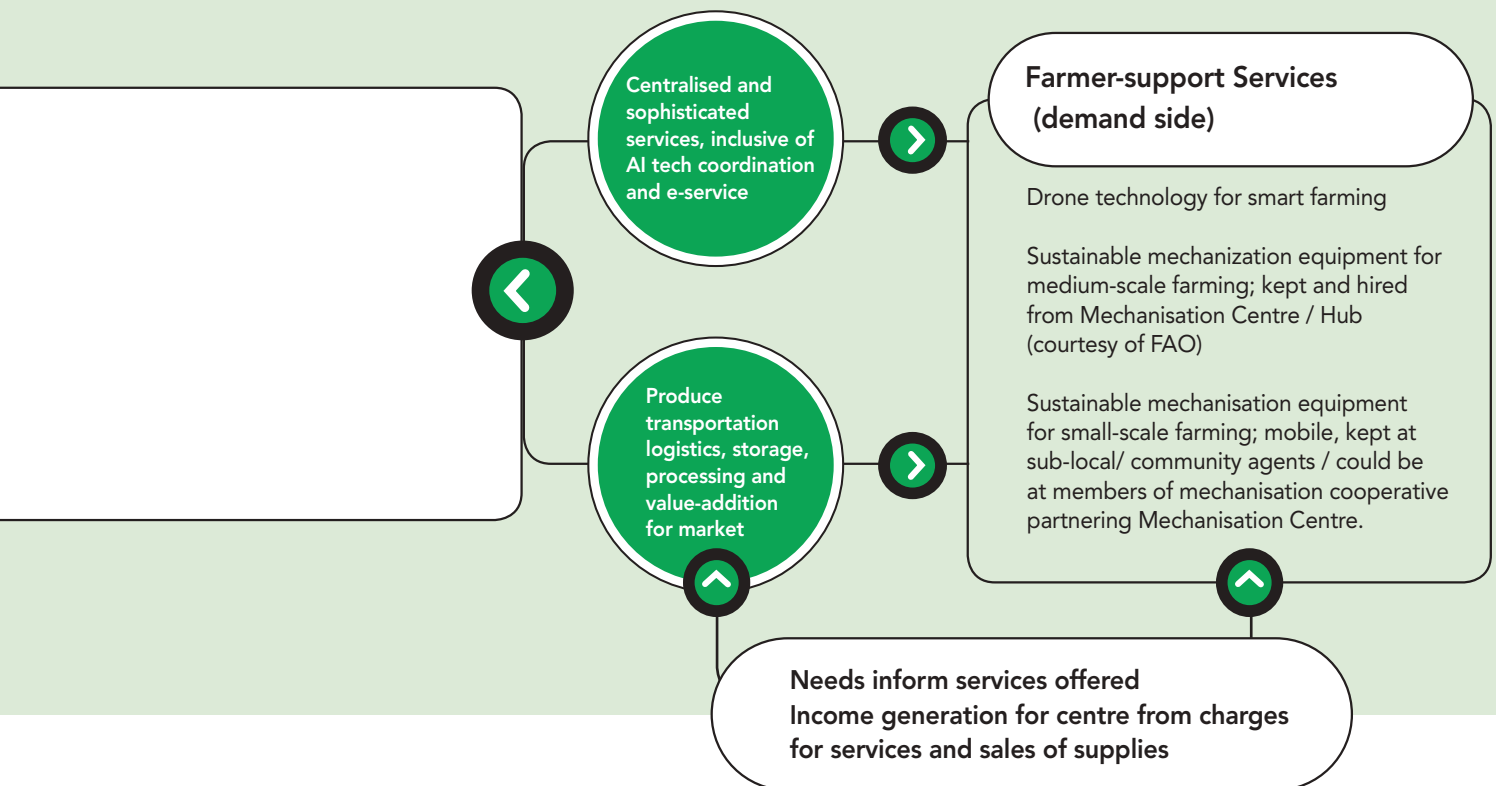 Centralised and
sophisticated
services, inclusive of
AI tech coordination
and e-service
Produce
transportation
logistics, storage,
processing and
value-addition
for market
Farmer-support Services
(demand side)
Drone technology for smart farming
Sustainable mechanization equipment for
medium-scale farming; kept and hired
from Mechanisation Centre / Hub
(courtesy of FAO)
Sustainable mechanisation equipment
for small-scale farming; mobile, kept at
sub-local/ community agents / could be
at members of mechanisation cooperative
partnering Mechanisation Centre.
Needs inform services offered
Income generation for centre from charges
for services and sales of supplies